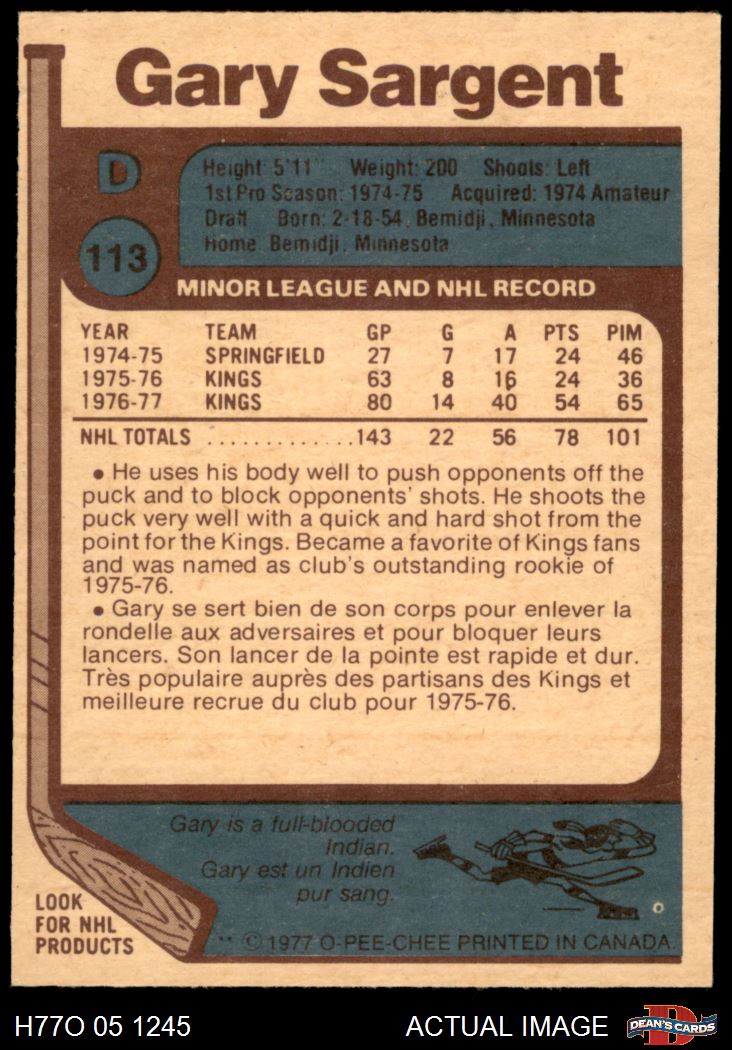 Gary Sargent
D
113
Height: 5'11" Weight: 200 Shoots: Left
1st Pro Season: 1974-75 Acquired: 1974 Amateur
Draft Born: 2-18-54, Bemidji, Minnesota
Home Bemidji, Minnesota
MINOR LEAGUE AND NHL RECORD
YEAR TEAM GP G A PTS PIM
1974-75 SPRINGFIELD 27 7 17 24 46
1975-76 KINGS 63 8 16 24 36
1976-77 KINGS 80 14 40 54 65
NHL TOTALS .............143 22 56 78 101
• He uses his body well to push opponents off the
puck and to block opponents' shots. He shoots the
puck very well with a quick and hard shot from the
point for the Kings. Became a favorite of Kings fans
and was named as club's outstanding rookie of
1975-76.
• Gary se sert bien de son corps pour enlever la
rondelle aux adversaires et pour bloquer leurs
lancers. Son lancer de la pointe est rapide et dur.
Très populaire auprès des partisans des Kings et
meilleure recrue du club pour 1975-76.
Gary is a full-blooded
Indian.
Gary est un Indien
pur sang.
LOOK
FOR NHL
PRODUCTS
** © 1977 O-PEE-CHEE PRINTED IN CANADA.
H77O 05 1245
ACTUAL IMAGE
D
DEAN'S CARDS